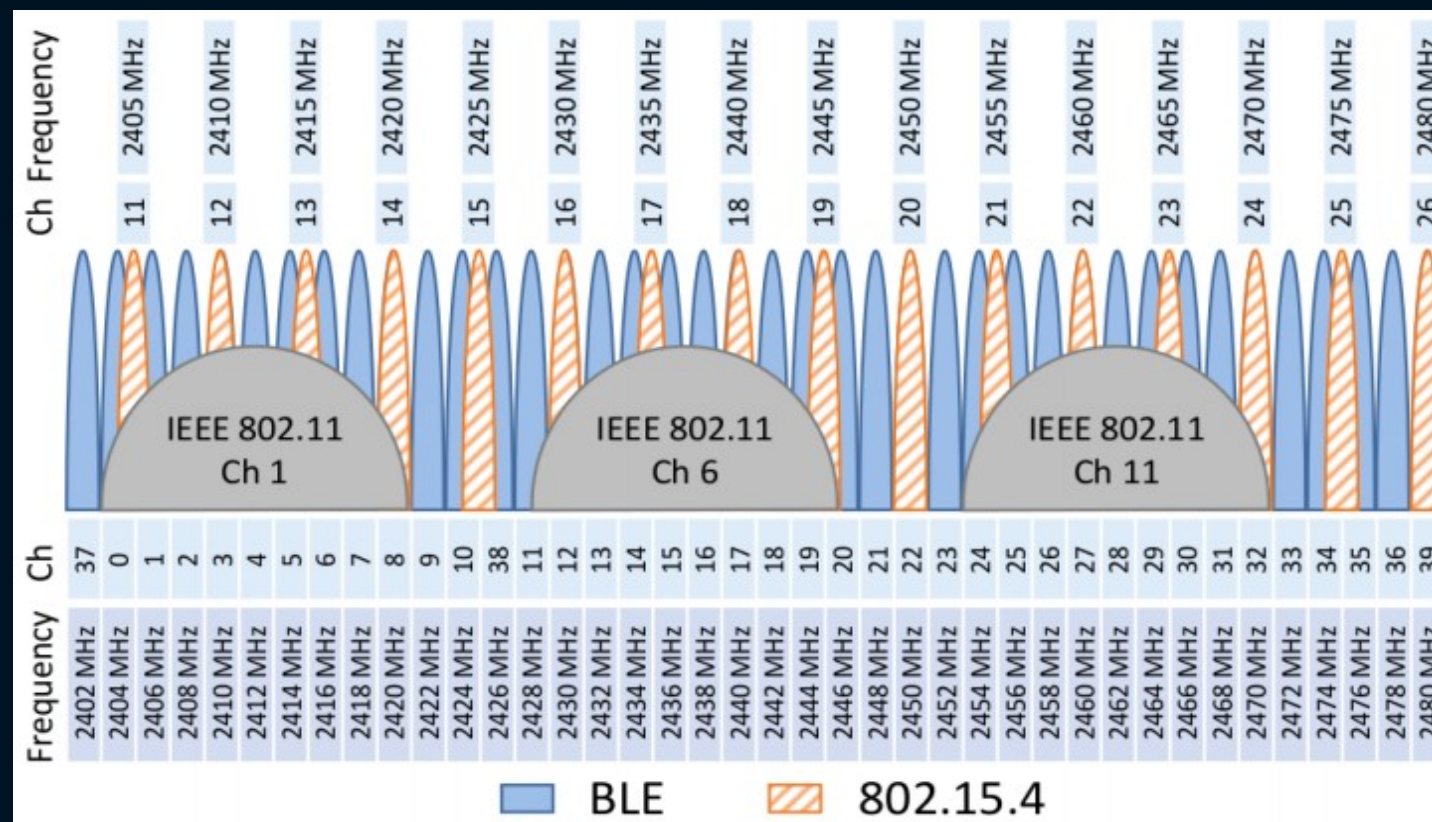 Frequency 2405 MHz 2410 MHz 2415 MHz 2420 MHz 2425 MHz 2430 MHz 2435 MHz 2440 MHz 2445 MHz 2450 MHz 2455 MHz 2460 MHz 2465 MHz 2470 MHz 2475 MHz 2480 MHz
Ch 11 12 13 14 15 16 17 18 19 20 21 22 23 24 25 26
IEEE 802.11 IEEE 802.11 IEEE 802.11
Ch 1 Ch 6 Ch 11
Ch 37 0 1 2 3 4 5 6 7 8 9 10 38 11 12 13 14 15 16 17 18 19 20 21 22 23 24 25 26 27 28 29 30 31 32 33 34 35 36 39
Frequency 2402 MHz 2404 MHz 2406 MHz 2408 MHz 2410 MHz 2412 MHz 2414 MHz 2416 MHz 2418 MHz 2420 MHz 2422 MHz 2424 MHz 2426 MHz 2428 MHz 2430 MHz 2432 MHz 2434 MHz 2436 MHz 2438 MHz 2440 MHz 2442 MHz 2444 MHz 2446 MHz 2448 MHz 2450 MHz 2452 MHz 2454 MHz 2456 MHz 2458 MHz 2460 MHz 2462 MHz 2464 MHz 2466 MHz 2468 MHz 2470 MHz 2472 MHz 2474 MHz 2476 MHz 2478 MHz 2480 MHz
BLE 802.15.4